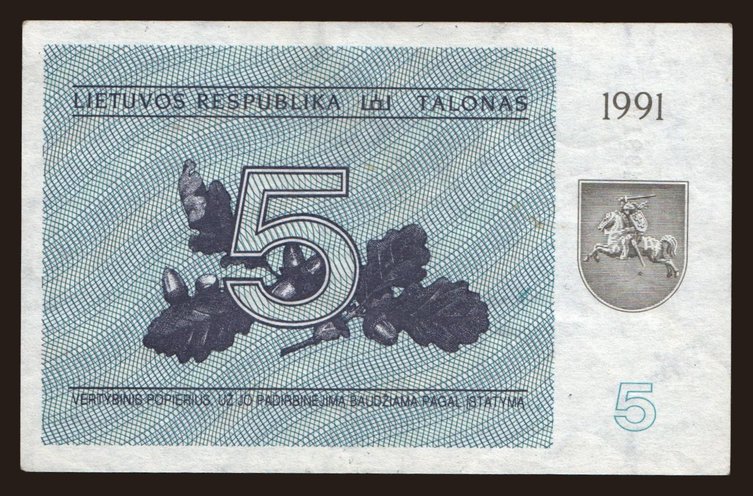 LIETUVOS RESPUBLIKA TALONAS
1991
5
VERTYBINIS POPIERIUS, UŽ JO PADIRBINĖJIMĄ BAUDŽIAMA PAGAL ĮSTATYMĄ
5